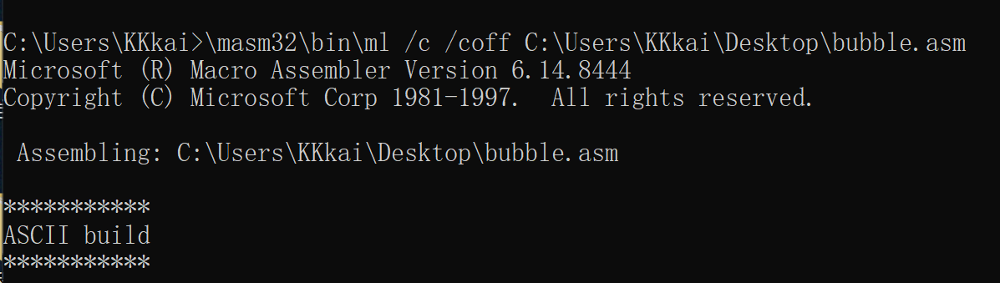 C:\Users\KKkai>\masm32\bin\ml /c /coff C:\Users\KKkai\Desktop\bubble.asm
Microsoft (R) Macro Assembler Version 6.14.8444
Copyright (C) Microsoft Corp 1981-1997.  All rights reserved.
 Assembling: C:\Users\KKkai\Desktop\bubble.asm
***********
ASCII build
***********